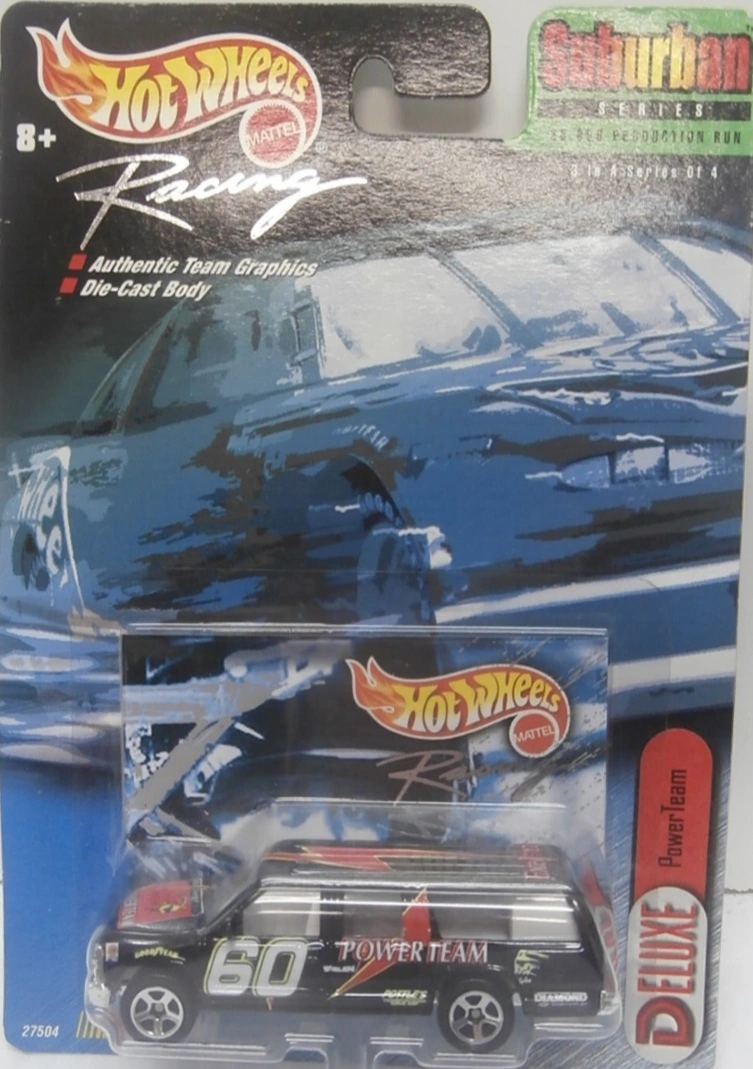 Hot Wheels
MATTEL
8+
Racing
Authentic Team Graphics
Die-Cast Body
Suburban
SERIES
PRODUCTION RUN
3 In A Series Of 4
Hot Wheels
MATTEL
Racing
PowerTeam
DELUXE
GOODYEAR
60
POWER TEAM
DIAMOND
27504